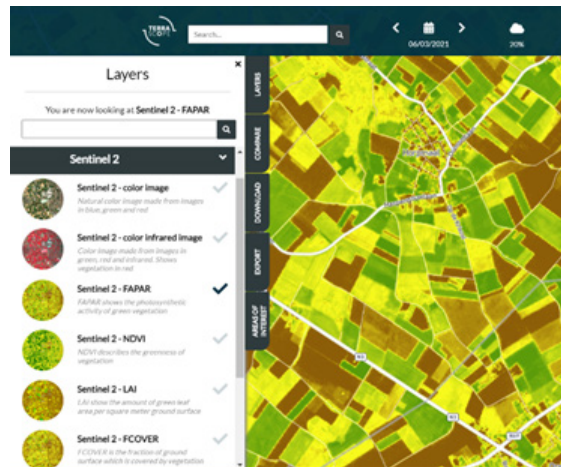 TERRA
SCOPE
Search...
06/03/2021
20%
Layers
You are now looking at Sentinel 2 - FAPAR
Sentinel 2
Sentinel 2 - color image
Natural color image made from images
in blue, green and red
Sentinel 2 - color infrared image
Color image made from images in
green, red and infrared. Shows
vegetation in red
Sentinel 2 - FAPAR
FAPAR shows the photosynthetic
activity of green vegetation
Sentinel 2 - NDVI
NDVI describes the greenness of
vegetation
Sentinel 2 - LAI
LAI show the amount of green leaf
area per square meter ground surface
Sentinel 2 - FCOVER
FCOVER is the fraction of ground
surface which is covered by vegetation
LAYERS
COMPARE
DOWNLOAD
EXPORT
AREAS OF
INTEREST